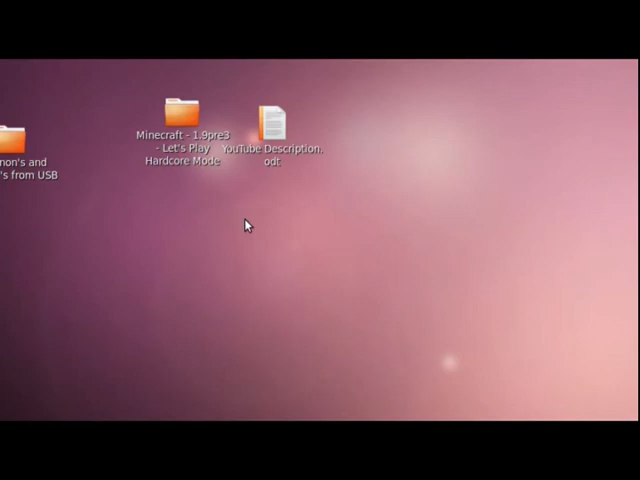 Minecraft - 1.9pre3
- Let's Play
Hardcore Mode
YouTube Description.
odt
non's and
's from USB